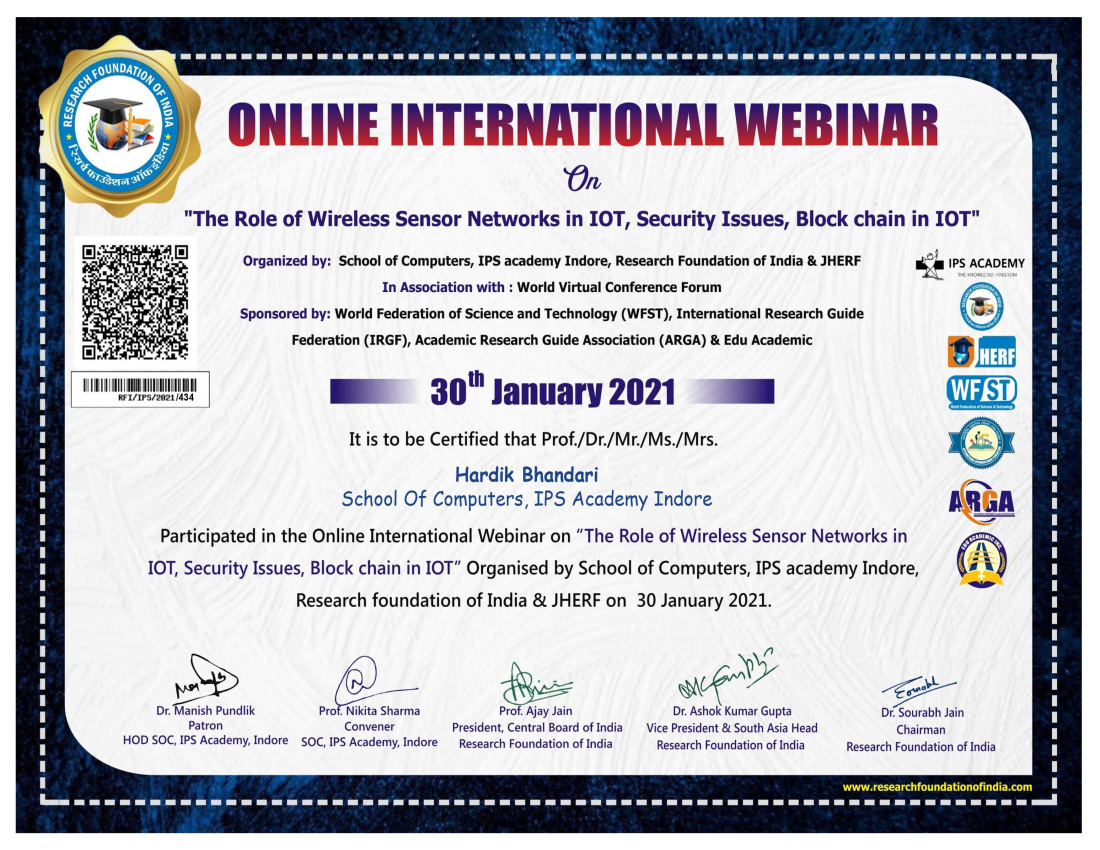 RESEARCH FOUNDATION OF INDIA
रिसर्च फाउंडेशन ऑफ इंडिया
ONLINE INTERNATIONAL WEBINAR
On
"The Role of Wireless Sensor Networks in IOT, Security Issues, Block chain in IOT"
Organized by: School of Computers, IPS academy Indore, Research Foundation of India & JHERF
In Association with : World Virtual Conference Forum
Sponsored by: World Federation of Science and Technology (WFST), International Research Guide
Federation (IRGF), Academic Research Guide Association (ARGA) & Edu Academic
IPS ACADEMY
THE KNOWLEDGE KINGDOM
HERF
WFST
World Federation of Science & Technology
ARGA
RFI/IPS/2021/434
30th January 2021
It is to be Certified that Prof./Dr./Mr./Ms./Mrs.
Hardik Bhandari
School Of Computers, IPS Academy Indore
Participated in the Online International Webinar on “The Role of Wireless Sensor Networks in
IOT, Security Issues, Block chain in IOT” Organised by School of Computers, IPS academy Indore,
Research foundation of India & JHERF on 30 January 2021.
Dr. Manish Pundlik
Patron
HOD SOC, IPS Academy, Indore
Prof. Nikita Sharma
Convener
SOC, IPS Academy, Indore
Prof. Ajay Jain
President, Central Board of India
Research Foundation of India
Dr. Ashok Kumar Gupta
Vice President & South Asia Head
Research Foundation of India
Dr. Sourabh Jain
Chairman
Research Foundation of India
www.researchfoundationofindia.com